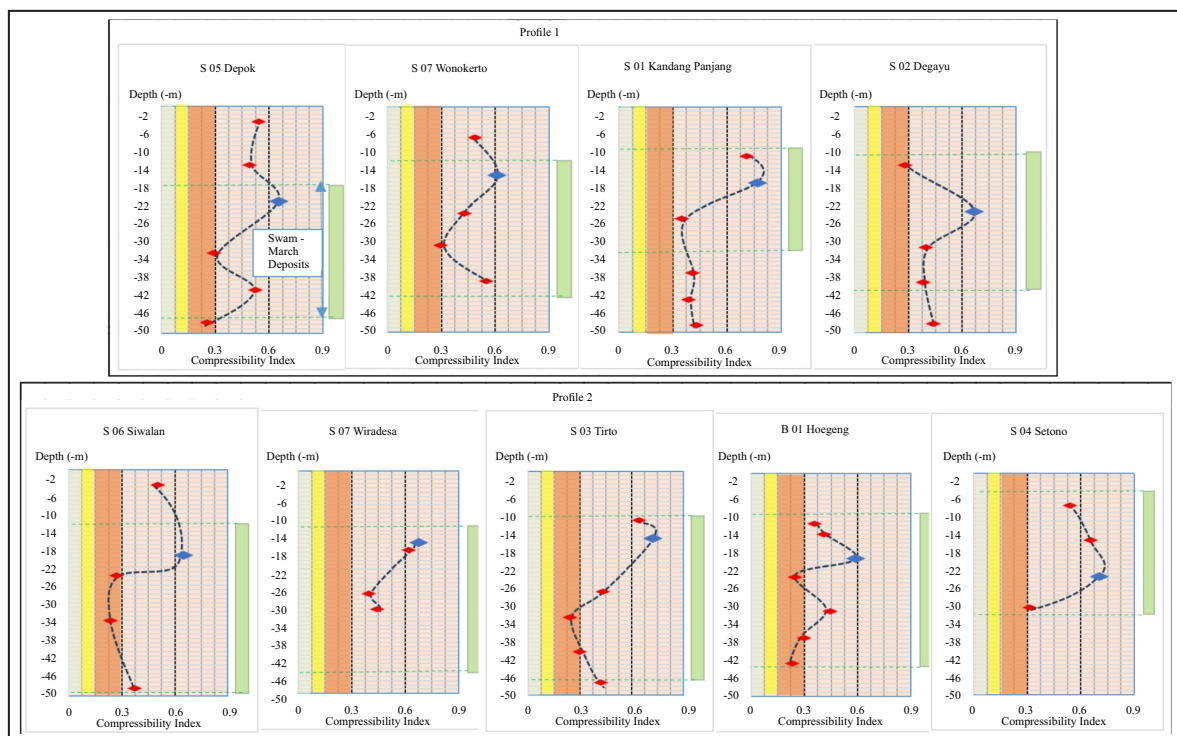 Profile 1
S 05 Depok
Depth (-m)
-2
-6
-10
-14
-18
-22
-26
-30
-34
-38
-42
-46
-50
Swam -
March
Deposits
0 0.3 0.6 0.9
Compressibility Index
S 07 Wonokerto
Depth (-m)
-2
-6
-10
-14
-18
-22
-26
-30
-34
-38
-42
-46
-50
0 0.3 0.6 0.9
Compressibility Index
S 01 Kandang Panjang
Depth (-m)
-2
-6
-10
-14
-18
-22
-26
-30
-34
-38
-42
-46
-50
0 0.3 0.6 0.9
Compressibility Index
S 02 Degayu
Depth (-m)
-2
-6
-10
-14
-18
-22
-26
-30
-34
-38
-42
-46
-50
0 0.3 0.6 0.9
Compressibility Index
Profile 2
S 06 Siwalan
Depth (-m)
-2
-6
-10
-14
-18
-22
-26
-30
-34
-38
-42
-46
-50
0 0.3 0.6 0.9
Compressibility Index
S 07 Wiradesa
Depth (-m)
-2
-6
-10
-14
-18
-22
-26
-30
-34
-38
-42
-46
-50
0 0.3 0.6 0.9
Compressibility Index
S 03 Tirto
Depth (-m)
-2
-6
-10
-14
-18
-22
-26
-30
-34
-38
-42
-46
-50
0 0.3 0.6 0.9
Compressibility Index
B 01 Hoegeng
Depth (-m)
-2
-6
-10
-14
-18
-22
-26
-30
-34
-38
-42
-46
-50
0 0.3 0.6 0.9
Compressibility Index
S 04 Setono
Depth (-m)
-2
-6
-10
-14
-18
-22
-26
-30
-34
-38
-42
-46
-50
0 0.3 0.6 0.9
Compressibility Index